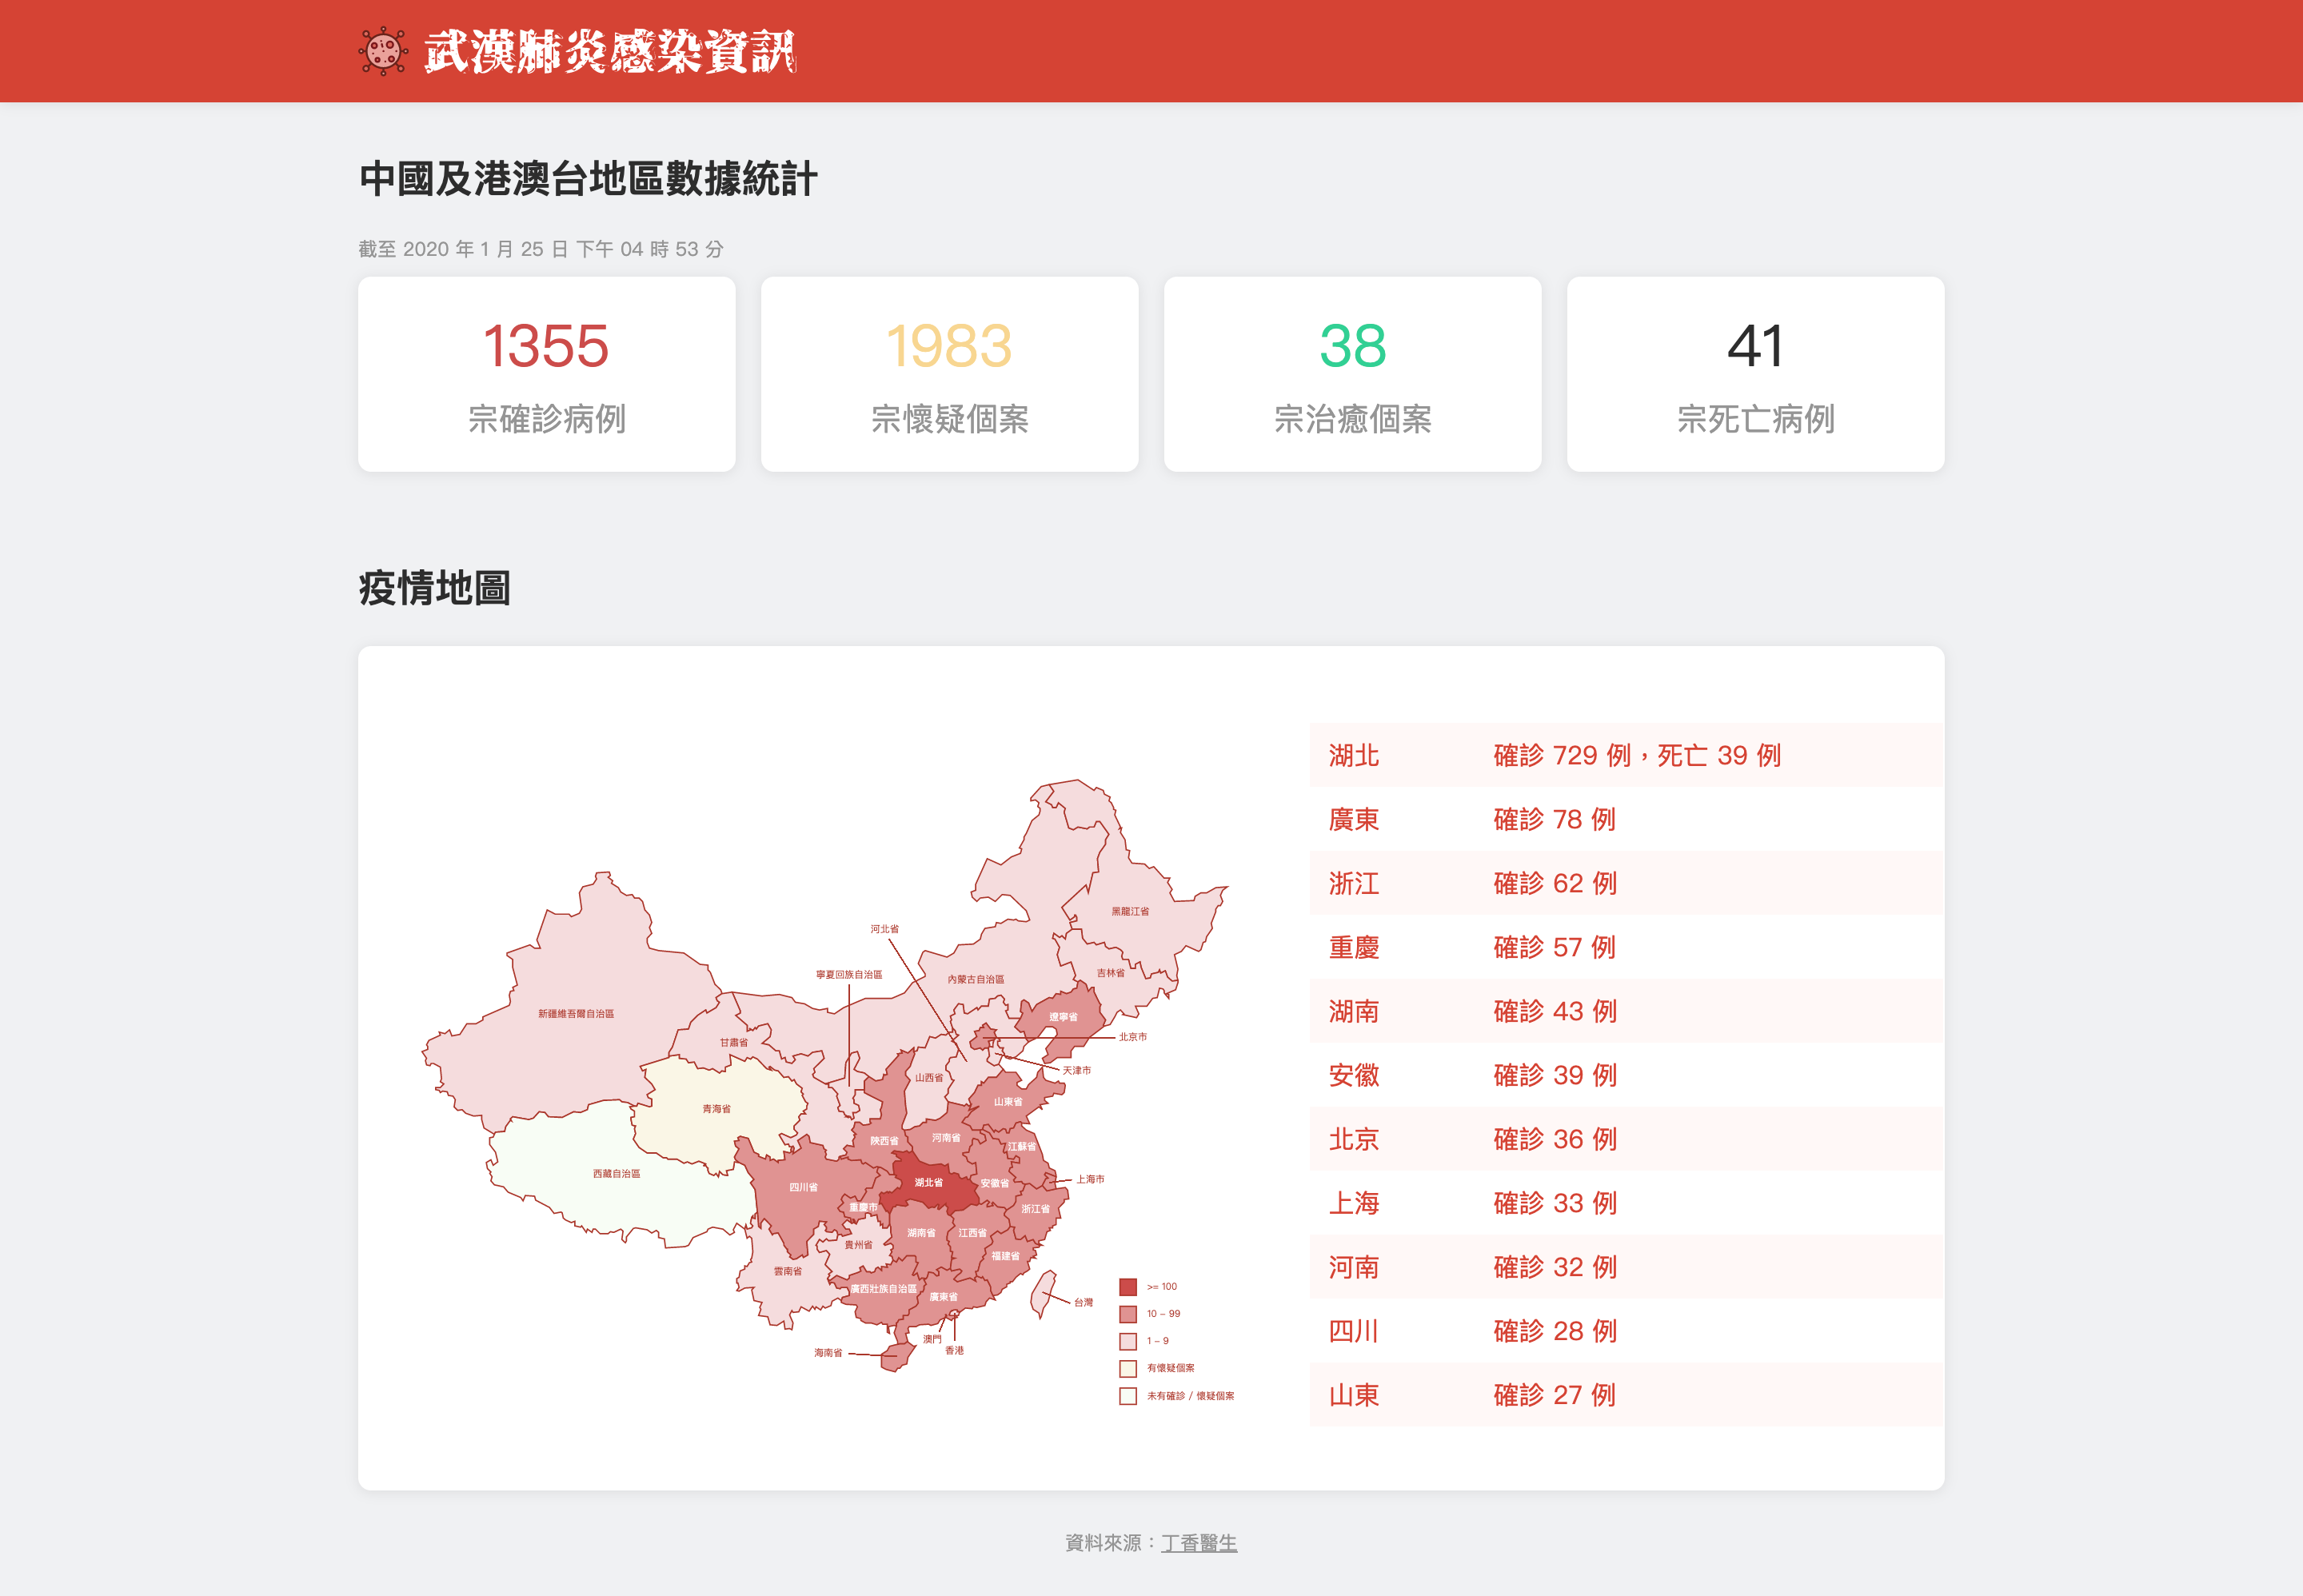 武漢肺炎感染資訊
中國及港澳台地區數據統計
截至 2020 年 1 月 25 日 下午 04 時 53 分
1355
宗確診病例
1983
宗懷疑個案
38
宗治癒個案
41
宗死亡病例
疫情地圖
黑龍江省
河北省
寧夏回族自治區
內蒙古自治區
吉林省
新疆維吾爾自治區
遼寧省
甘肅省
北京市
天津市
山西省
山東省
青海省
陝西省
河南省
江蘇省
西藏自治區
四川省
湖北省
安徽省
上海市
重慶市
浙江省
湖南省
江西省
貴州省
福建省
雲南省
廣西壯族自治區
廣東省
台灣
澳門
香港
海南省
>= 100
10 – 99
1 – 9
有懷疑個案
未有確診 / 懷疑個案
湖北 確診 729 例，死亡 39 例
廣東 確診 78 例
浙江 確診 62 例
重慶 確診 57 例
湖南 確診 43 例
安徽 確診 39 例
北京 確診 36 例
上海 確診 33 例
河南 確診 32 例
四川 確診 28 例
山東 確診 27 例
資料來源：丁香醫生